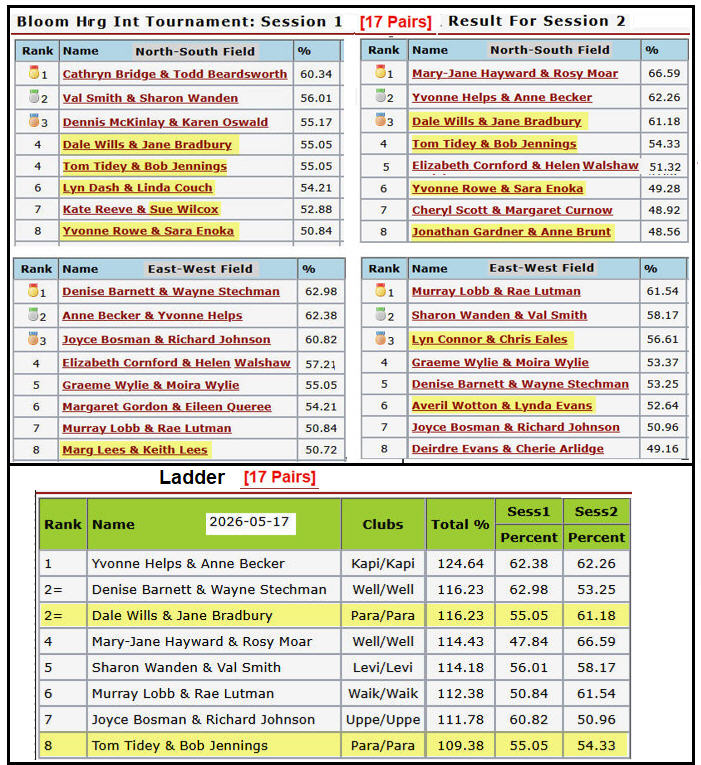 Bloom Hrg Int Tournament: Session 1 [17 Pairs] Result For Session 2
Rank Name North-South Field %
1 Cathryn Bridge & Todd Beardsworth 60.34
2 Val Smith & Sharon Wanden 56.01
3 Dennis McKinlay & Karen Oswald 55.17
4 Dale Wills & Jane Bradbury 55.05
4 Tom Tidey & Bob Jennings 55.05
6 Lyn Dash & Linda Couch 54.21
7 Kate Reeve & Sue Wilcox 52.88
8 Yvonne Rowe & Sara Enoka 50.84
Rank Name North-South Field %
1 Mary-Jane Hayward & Rosy Moar 66.59
2 Yvonne Helps & Anne Becker 62.26
3 Dale Wills & Jane Bradbury 61.18
4 Tom Tidey & Bob Jennings 54.33
5 Elizabeth Cornford & Helen Walshaw 51.32
6 Yvonne Rowe & Sara Enoka 49.28
7 Cheryl Scott & Margaret Curnow 48.92
8 Jonathan Gardner & Anne Brunt 48.56
Rank Name East-West Field %
1 Denise Barnett & Wayne Stechman 62.98
2 Anne Becker & Yvonne Helps 62.38
3 Joyce Bosman & Richard Johnson 60.82
4 Elizabeth Cornford & Helen Walshaw 57.21
5 Graeme Wylie & Moira Wylie 55.05
6 Margaret Gordon & Eileen Queree 54.21
7 Murray Lobb & Rae Lutman 50.84
8 Marg Lees & Keith Lees 50.72
Rank Name East-West Field %
1 Murray Lobb & Rae Lutman 61.54
2 Sharon Wanden & Val Smith 58.17
3 Lyn Connor & Chris Eales 56.61
4 Graeme Wylie & Moira Wylie 53.37
5 Denise Barnett & Wayne Stechman 53.25
6 Averil Wotton & Lynda Evans 52.64
7 Joyce Bosman & Richard Johnson 50.96
8 Deirdre Evans & Cherie Arlidge 49.16
Ladder [17 Pairs]
Rank Name 2026-05-17 Clubs Total % Sess1 Sess2
Percent Percent
1 Yvonne Helps & Anne Becker Kapi/Kapi 124.64 62.38 62.26
2= Denise Barnett & Wayne Stechman Well/Well 116.23 62.98 53.25
2= Dale Wills & Jane Bradbury Para/Para 116.23 55.05 61.18
4 Mary-Jane Hayward & Rosy Moar Well/Well 114.43 47.84 66.59
5 Sharon Wanden & Val Smith Levi/Levi 114.18 56.01 58.17
6 Murray Lobb & Rae Lutman Waik/Waik 112.38 50.84 61.54
7 Joyce Bosman & Richard Johnson Uppe/Uppe 111.78 60.82 50.96
8 Tom Tidey & Bob Jennings Para/Para 109.38 55.05 54.33